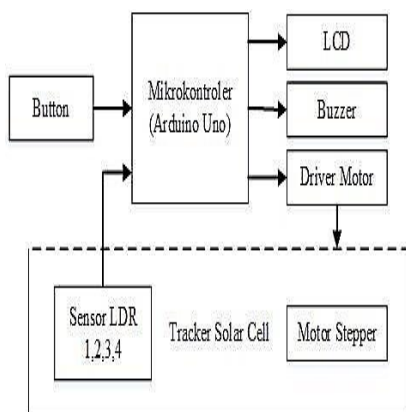 LCD
Mikrokontroler
(Arduino Uno)
Button
Buzzer
Driver Motor
Sensor LDR
1,2,3,4
Tracker Solar Cell
Motor Stepper